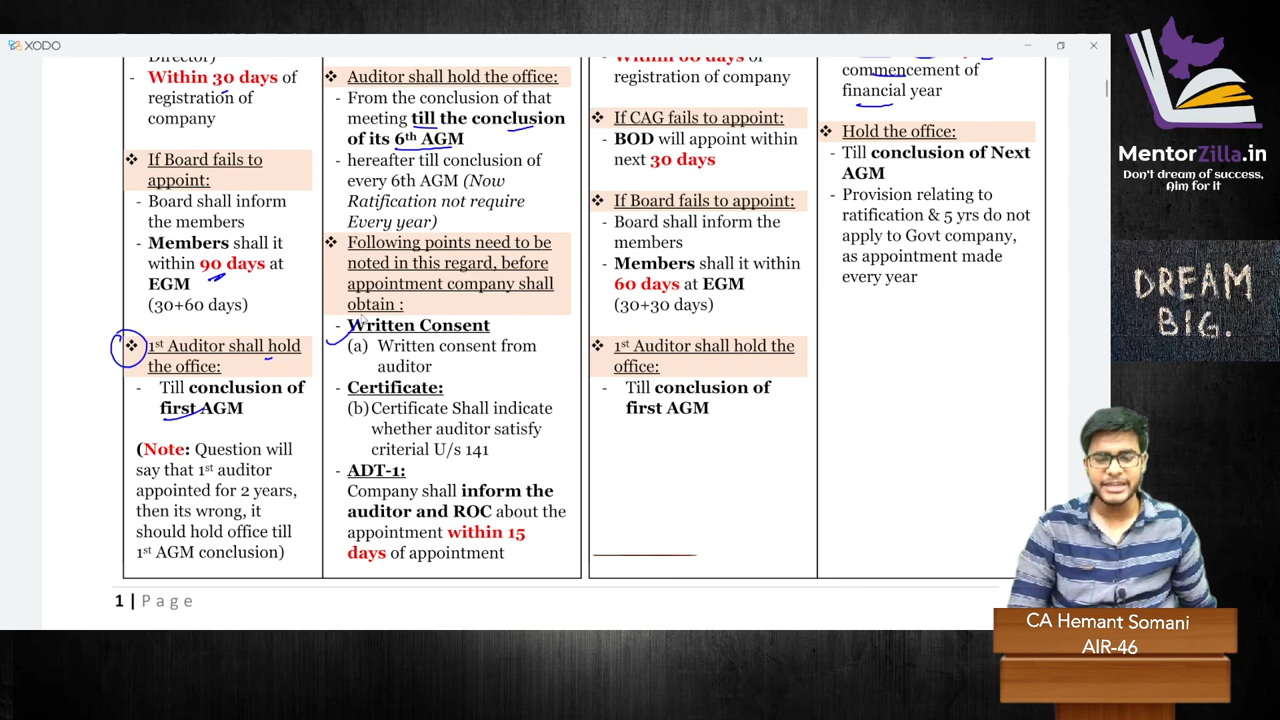 XODO
Director)
- Within 30 days of
registration of
company
If Board fails to
appoint:
- Board shall inform
the members
- Members shall it
within 90 days at
EGM
(30+60 days)
1st Auditor shall hold
the office:
- Till conclusion of
first AGM
(Note: Question will
say that 1st auditor
appointed for 2 years,
then its wrong, it
should hold office till
1st AGM conclusion)
Auditor shall hold the office:
- From the conclusion of that
meeting till the conclusion
of its 6th AGM
- hereafter till conclusion of
every 6th AGM (Now
Ratification not require
Every year)
Following points need to be
noted in this regard, before
appointment company shall
obtain :
- Written Consent
(a) Written consent from
auditor
- Certificate:
(b) Certificate Shall indicate
whether auditor satisfy
criterial U/s 141
- ADT-1:
Company shall inform the
auditor and ROC about the
appointment within 15
days of appointment
- Within 60 days of
registration of company
If CAG fails to appoint:
- BOD will appoint within
next 30 days
If Board fails to appoint:
- Board shall inform the
members
- Members shall it within
60 days at EGM
(30+30 days)
1st Auditor shall hold the
office:
- Till conclusion of
first AGM
commencement of
financial year
Hold the office:
- Till conclusion of Next
AGM
- Provision relating to
ratification & 5 yrs do not
apply to Govt company,
as appointment made
every year
1 | Page
MentorZilla.in
Don't dream of success,
Aim for it
DREAM
BIG.
CA Hemant Somani
AIR-46